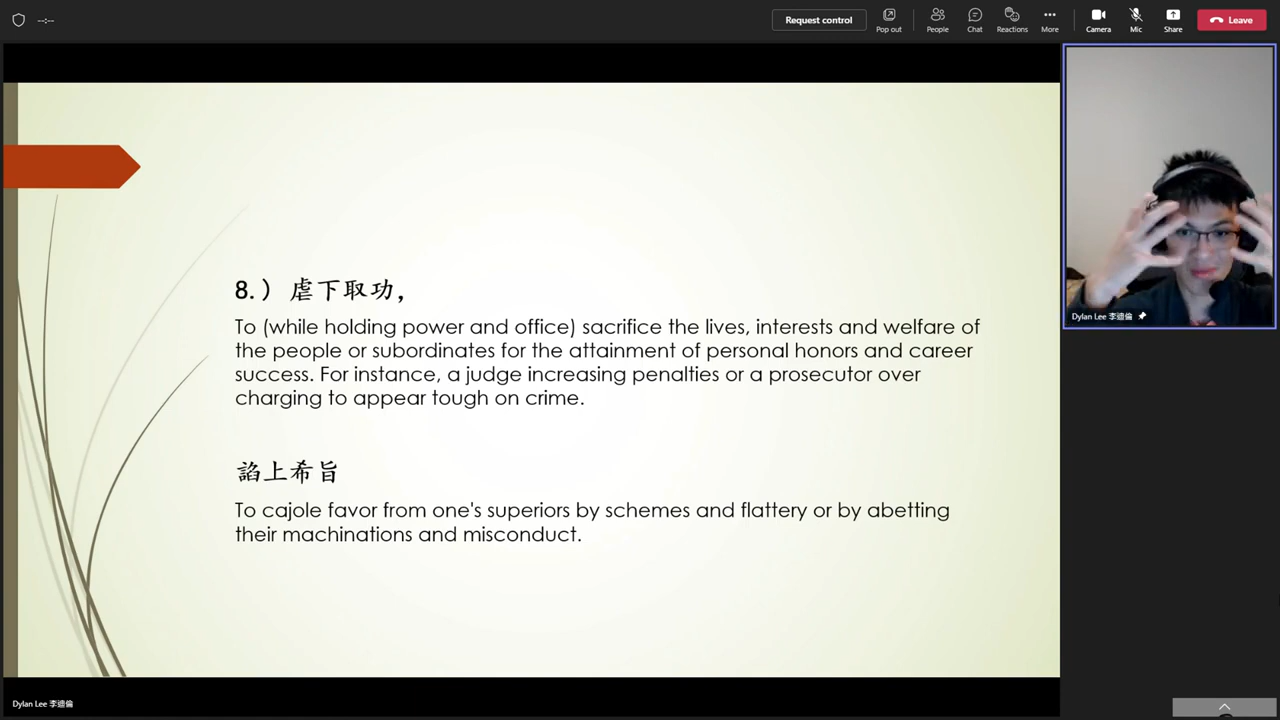 --:--
Request control
Pop out
People
Chat
Reactions
More
Camera
Mic
Share
Leave
8.）虐下取功，
To (while holding power and office) sacrifice the lives, interests and welfare of
the people or subordinates for the attainment of personal honors and career
success. For instance, a judge increasing penalties or a prosecutor over
charging to appear tough on crime.
諂上希旨
To cajole favor from one's superiors by schemes and flattery or by abetting
their machinations and misconduct.
Dylan Lee 李迪倫
Dylan Lee 李迪倫